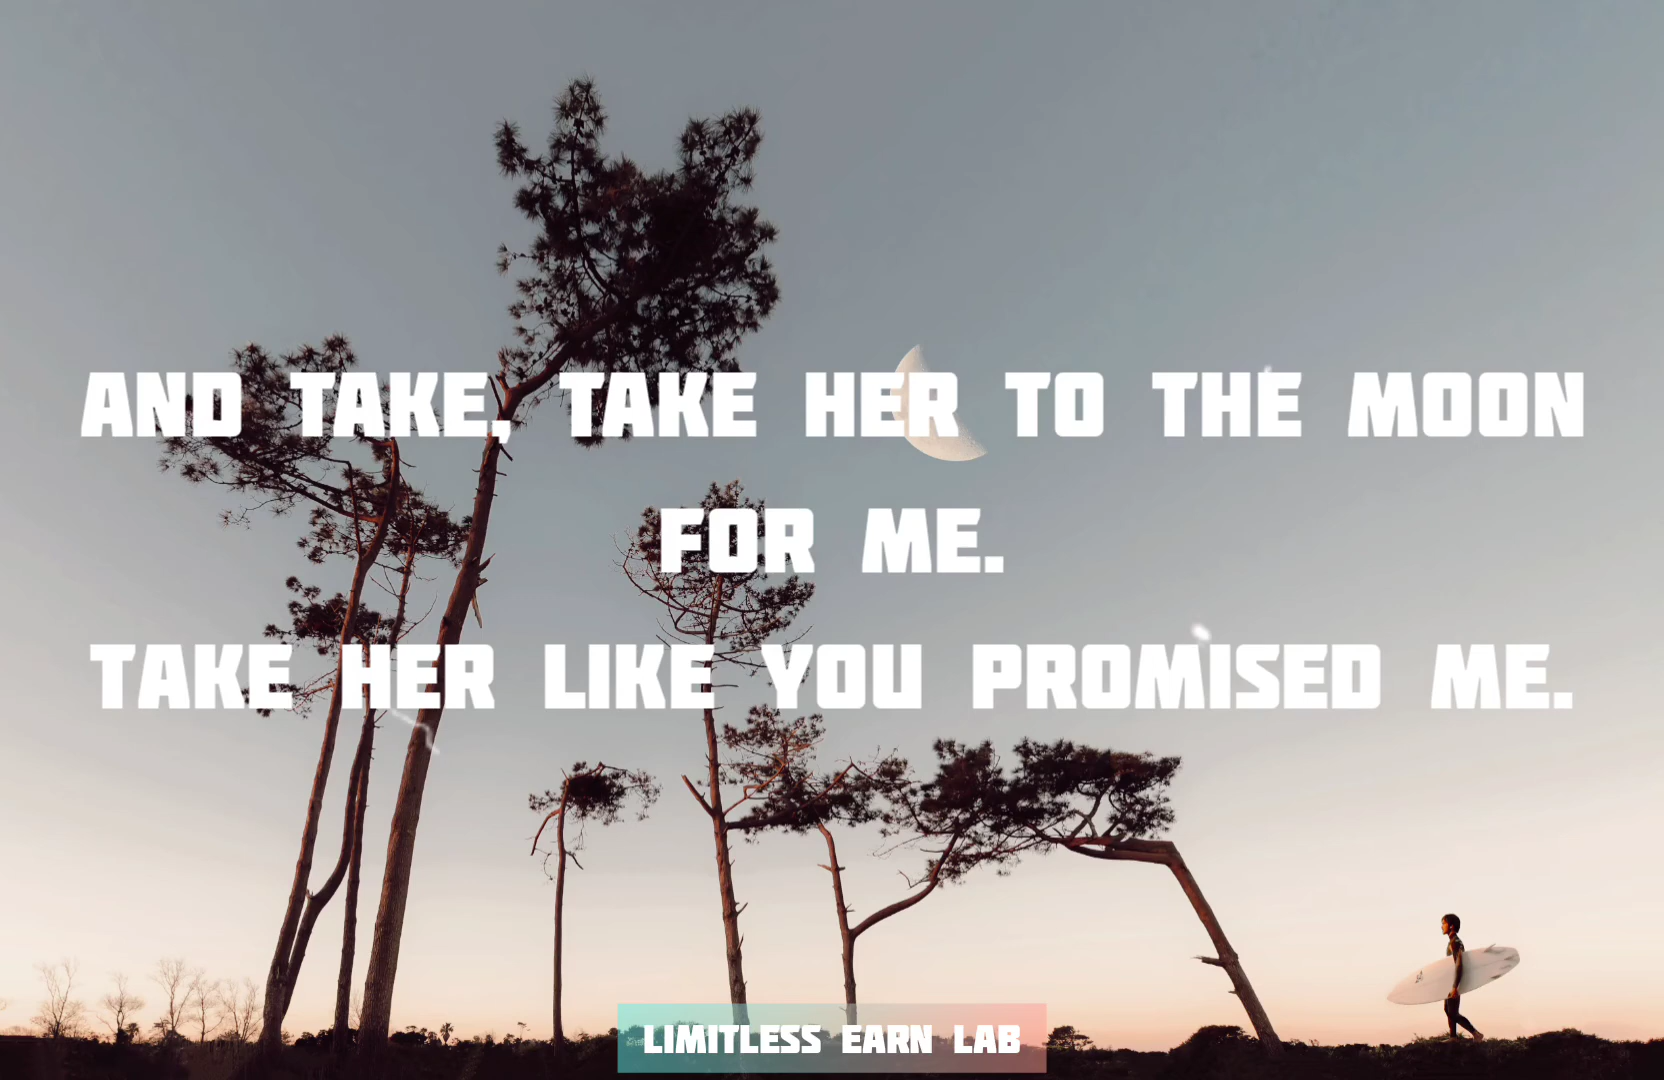 AND TAKE, TAKE HER TO THE MOON
FOR ME.
TAKE HER LIKE YOU PROMISED ME.
LIMITLESS EARN LAB